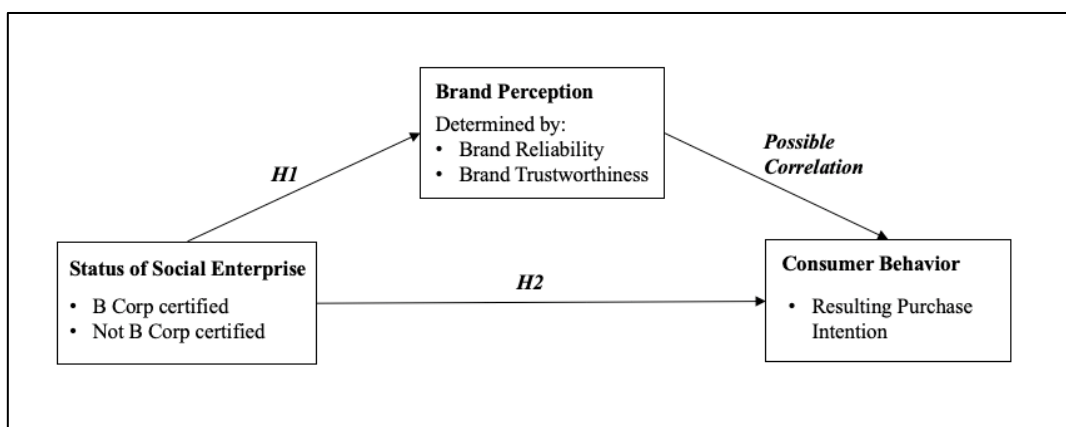 Brand Perception
Determined by:
• Brand Reliability
• Brand Trustworthiness
Possible
Correlation
H1
Status of Social Enterprise
• B Corp certified
• Not B Corp certified
H2
Consumer Behavior
• Resulting Purchase
Intention